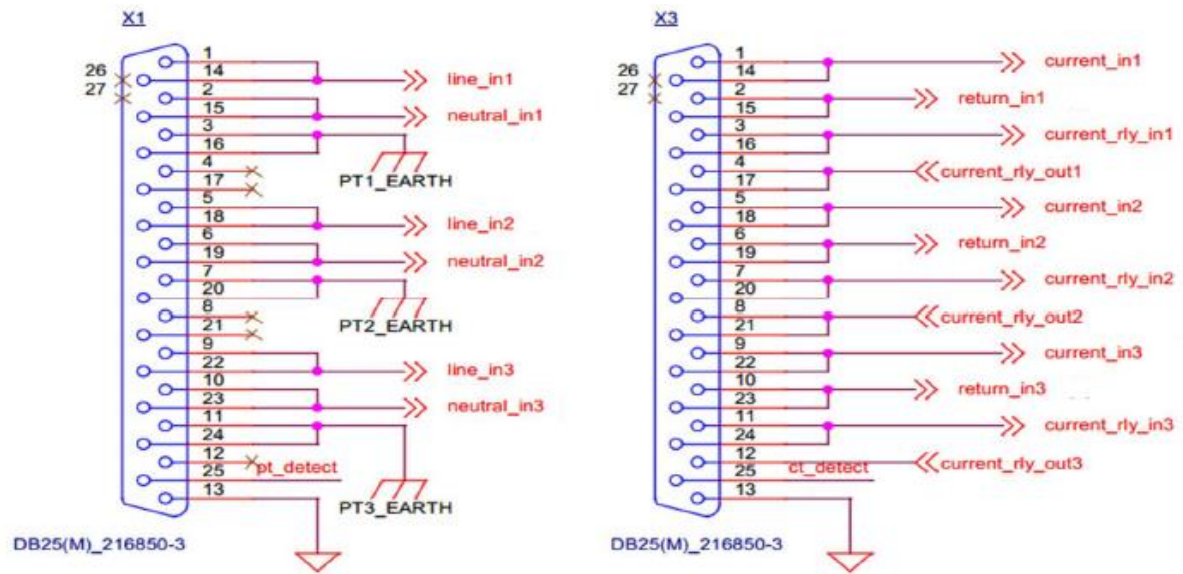 X1
26
27
1
14
line_in1
2
15
neutral_in1
3
16
4
PT1_EARTH
17
5
18
line_in2
6
19
neutral_in2
7
20
8
PT2_EARTH
21
9
22
line_in3
10
23
neutral_in3
11
24
12
pt_detect
25
13
PT3_EARTH
DB25(M)_216850-3
X3
26
27
1
current_in1
14
2
return_in1
15
3
current_rly_in1
16
4
current_rly_out1
17
5
current_in2
18
6
return_in2
19
7
current_rly_in2
20
8
current_rly_out2
21
9
current_in3
22
10
return_in3
23
11
current_rly_in3
24
12
current_rly_out3
ct_detect
25
13
DB25(M)_216850-3